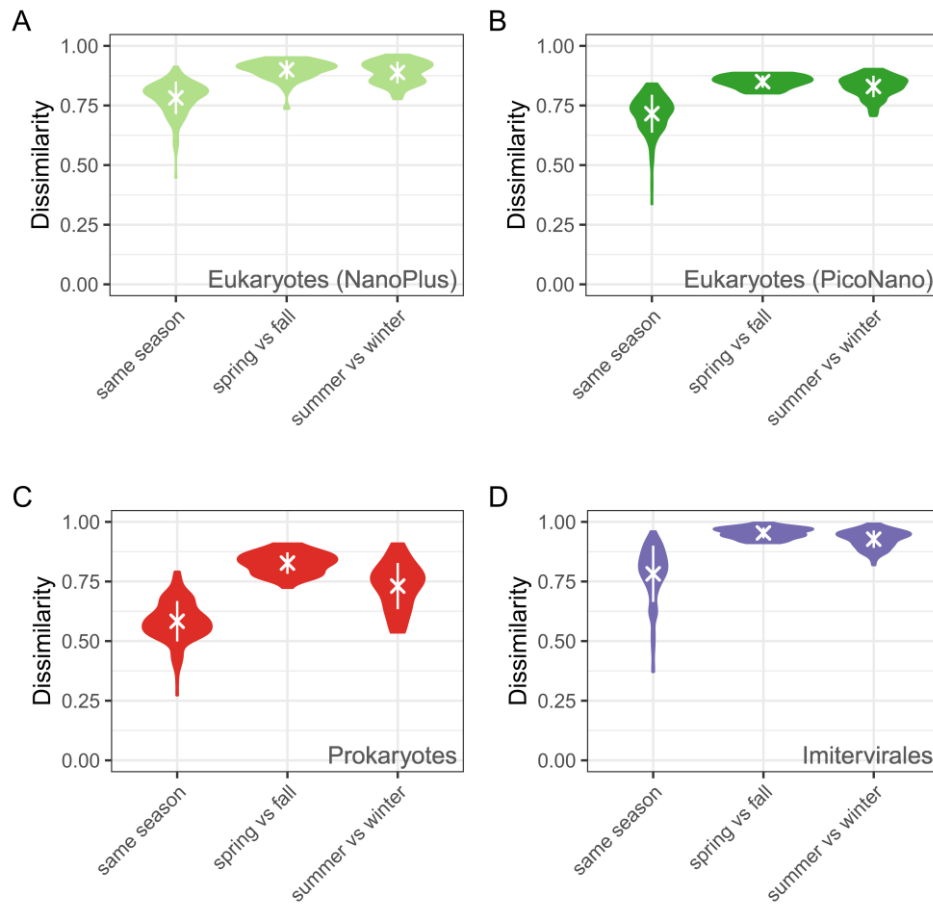 A
1.00
0.75
0.50
0.25
0.00
Dissimilarity
Eukaryotes (NanoPlus)
same season
spring vs fall
summer vs winter
B
1.00
0.75
0.50
0.25
0.00
Dissimilarity
Eukaryotes (PicoNano)
same season
spring vs fall
summer vs winter
C
1.00
0.75
0.50
0.25
0.00
Dissimilarity
Prokaryotes
same season
spring vs fall
summer vs winter
D
1.00
0.75
0.50
0.25
0.00
Dissimilarity
Imitervirales
same season
spring vs fall
summer vs winter